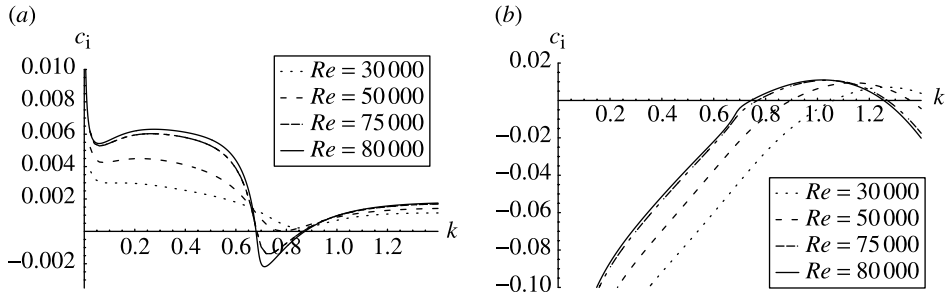 (a)
c_i
0.010
0.008
0.006
0.004
0.002
−0.002
0.2 0.4 0.6 0.8 1.0 1.2
k
Re = 30 000
Re = 50 000
Re = 75 000
Re = 80 000
(b)
c_i
0.02
−0.02
−0.04
−0.06
−0.08
−0.10
0.2 0.4 0.6 0.8 1.0 1.2
k
Re = 30 000
Re = 50 000
Re = 75 000
Re = 80 000